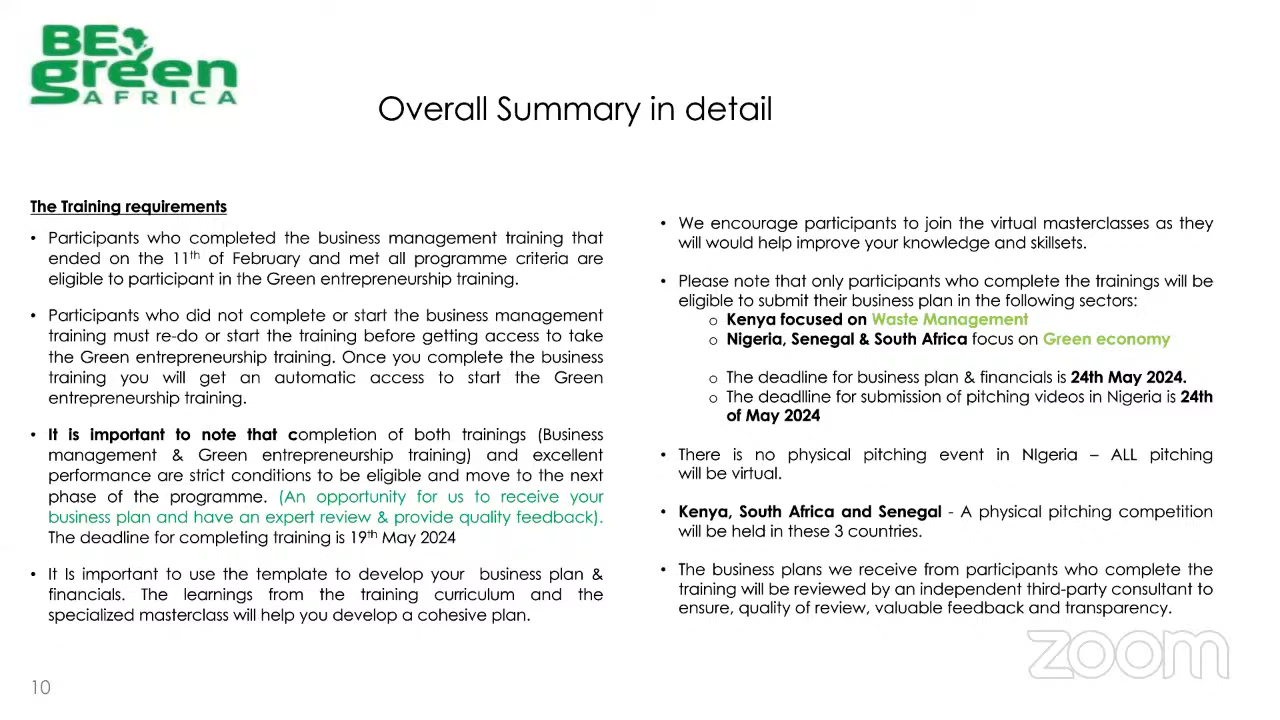 BE
green
AFRICA
Overall Summary in detail
The Training requirements
• Participants who completed the business management training that
ended on the 11th of February and met all programme criteria are
eligible to participant in the Green entrepreneurship training.
• Participants who did not complete or start the business management
training must re-do or start the training before getting access to take
the Green entrepreneurship training. Once you complete the business
training you will get an automatic access to start the Green
entrepreneurship training.
• It is important to note that completion of both trainings (Business
management & Green entrepreneurship training) and excellent
performance are strict conditions to be eligible and move to the next
phase of the programme. (An opportunity for us to receive your
business plan and have an expert review & provide quality feedback).
The deadline for completing training is 19th May 2024
• It Is important to use the template to develop your business plan &
financials. The learnings from the training curriculum and the
specialized masterclass will help you develop a cohesive plan.
• We encourage participants to join the virtual masterclasses as they
will would help improve your knowledge and skillsets.
• Please note that only participants who complete the trainings will be
eligible to submit their business plan in the following sectors:
o Kenya focused on Waste Management
o Nigeria, Senegal & South Africa focus on Green economy
o The deadline for business plan & financials is 24th May 2024.
o The deadlline for submission of pitching videos in Nigeria is 24th
of May 2024
• There is no physical pitching event in NIgeria – ALL pitching
will be virtual.
• Kenya, South Africa and Senegal - A physical pitching competition
will be held in these 3 countries.
• The business plans we receive from participants who complete the
training will be reviewed by an independent third-party consultant to
ensure, quality of review, valuable feedback and transparency.
zoom
10